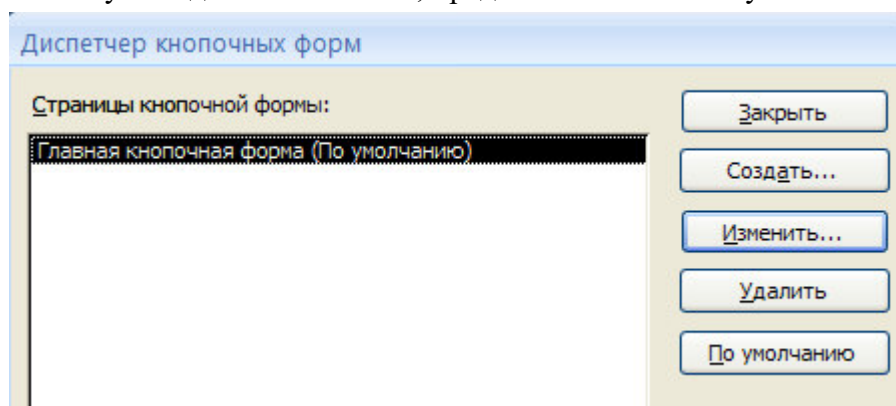 Диспетчер кнопочных форм
Страницы кнопочной формы:
Главная кнопочная форма (По умолчанию)
Закрыть
Создать...
Изменить...
Удалить
По умолчанию